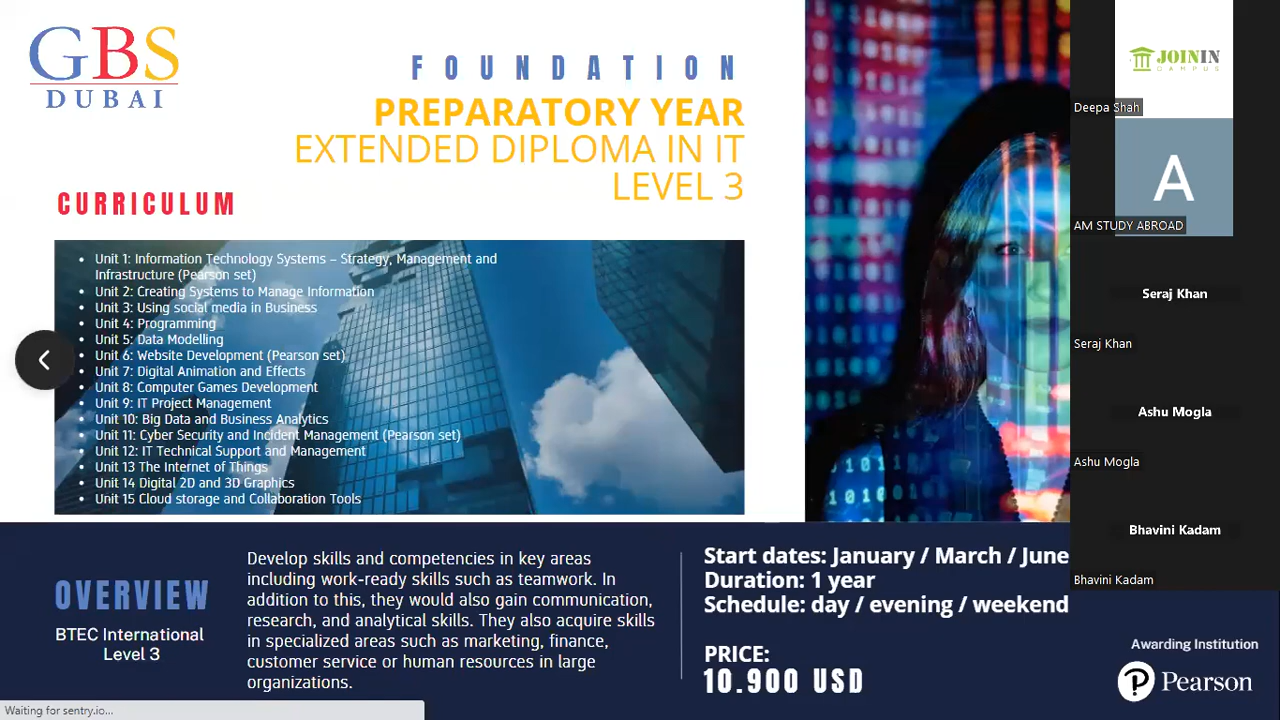 GBS
DUBAI
FOUNDATION
PREPARATORY YEAR
EXTENDED DIPLOMA IN IT
LEVEL 3
CURRICULUM
• Unit 1: Information Technology Systems – Strategy, Management and
Infrastructure (Pearson set)
• Unit 2: Creating Systems to Manage Information
• Unit 3: Using social media in Business
• Unit 4: Programming
• Unit 5: Data Modelling
• Unit 6: Website Development (Pearson set)
• Unit 7: Digital Animation and Effects
• Unit 8: Computer Games Development
• Unit 9: IT Project Management
• Unit 10: Big Data and Business Analytics
• Unit 11: Cyber Security and Incident Management (Pearson set)
• Unit 12: IT Technical Support and Management
• Unit 13 The Internet of Things
• Unit 14 Digital 2D and 3D Graphics
• Unit 15 Cloud storage and Collaboration Tools
OVERVIEW
BTEC International
Level 3
Develop skills and competencies in key areas
including work-ready skills such as teamwork. In
addition to this, they would also gain communication,
research, and analytical skills. They also acquire skills
in specialized areas such as marketing, finance,
customer service or human resources in large
organizations.
Start dates: January / March / June
Duration: 1 year
Schedule: day / evening / weekend
PRICE:
10.900 USD
Awarding Institution
Pearson
JOININ
CAMPUS
Deepa Shah
A
AM STUDY ABROAD
Seraj Khan
Seraj Khan
Ashu Mogla
Ashu Mogla
Bhavini Kadam
Bhavini Kadam
Waiting for sentry.io...